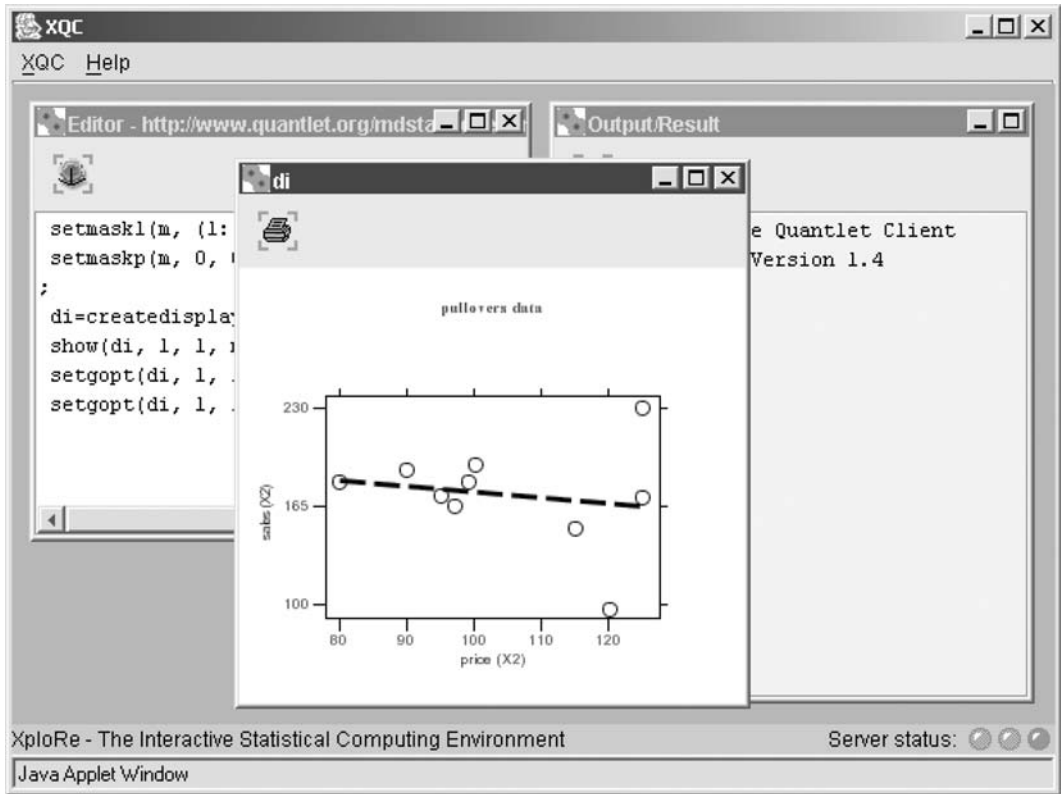 XQC
XQC Help
Editor - http://www.quantlet.org/mdsta
setmaskl(m, (1:
setmaskp(m, 0,
;
di=createdisplay
show(di, 1, 1,
setgopt(di, 1,
setgopt(di, 1,
Output/Result
e Quantlet Client
Version 1.4
di
pullovers data
230
165
100
sales (X2)
80 90 100 110 120
price (X2)
XploRe - The Interactive Statistical Computing Environment
Server status:
Java Applet Window